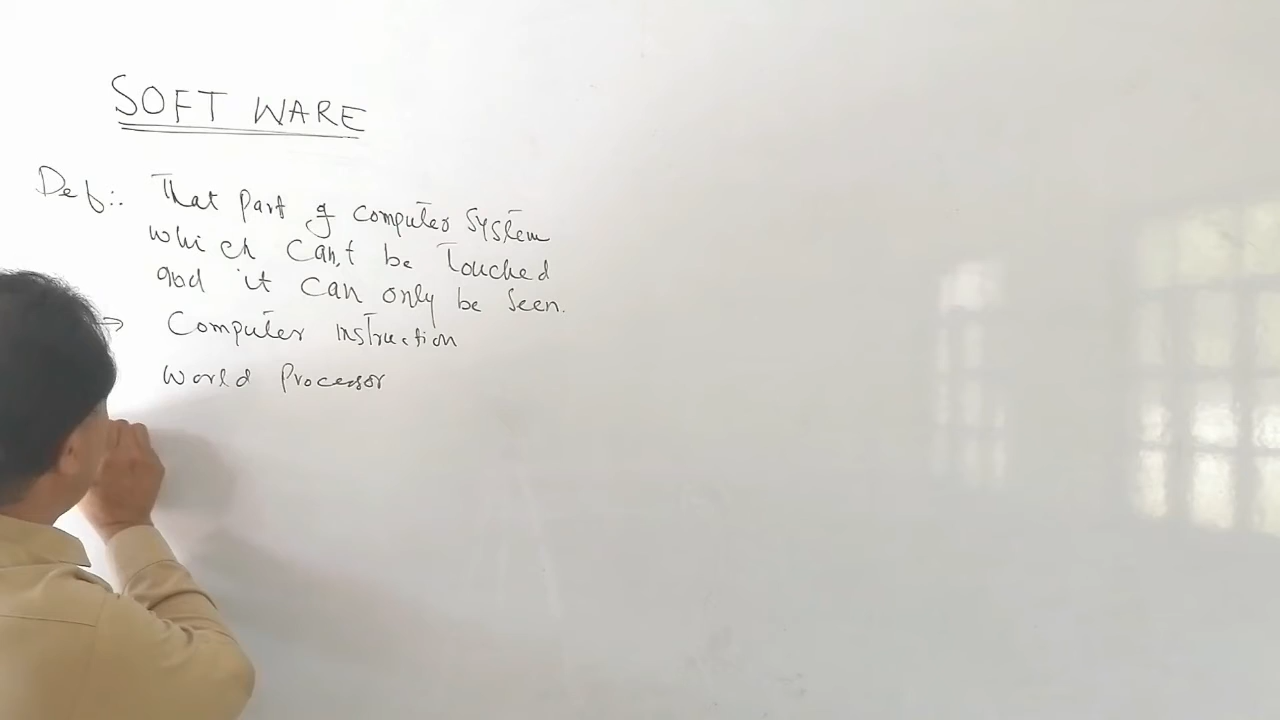 SOFT WARE
Def:. That Part of Computer System
which Can't be Touched
and it Can only be Seen.
→ Computer instruction
World Processor